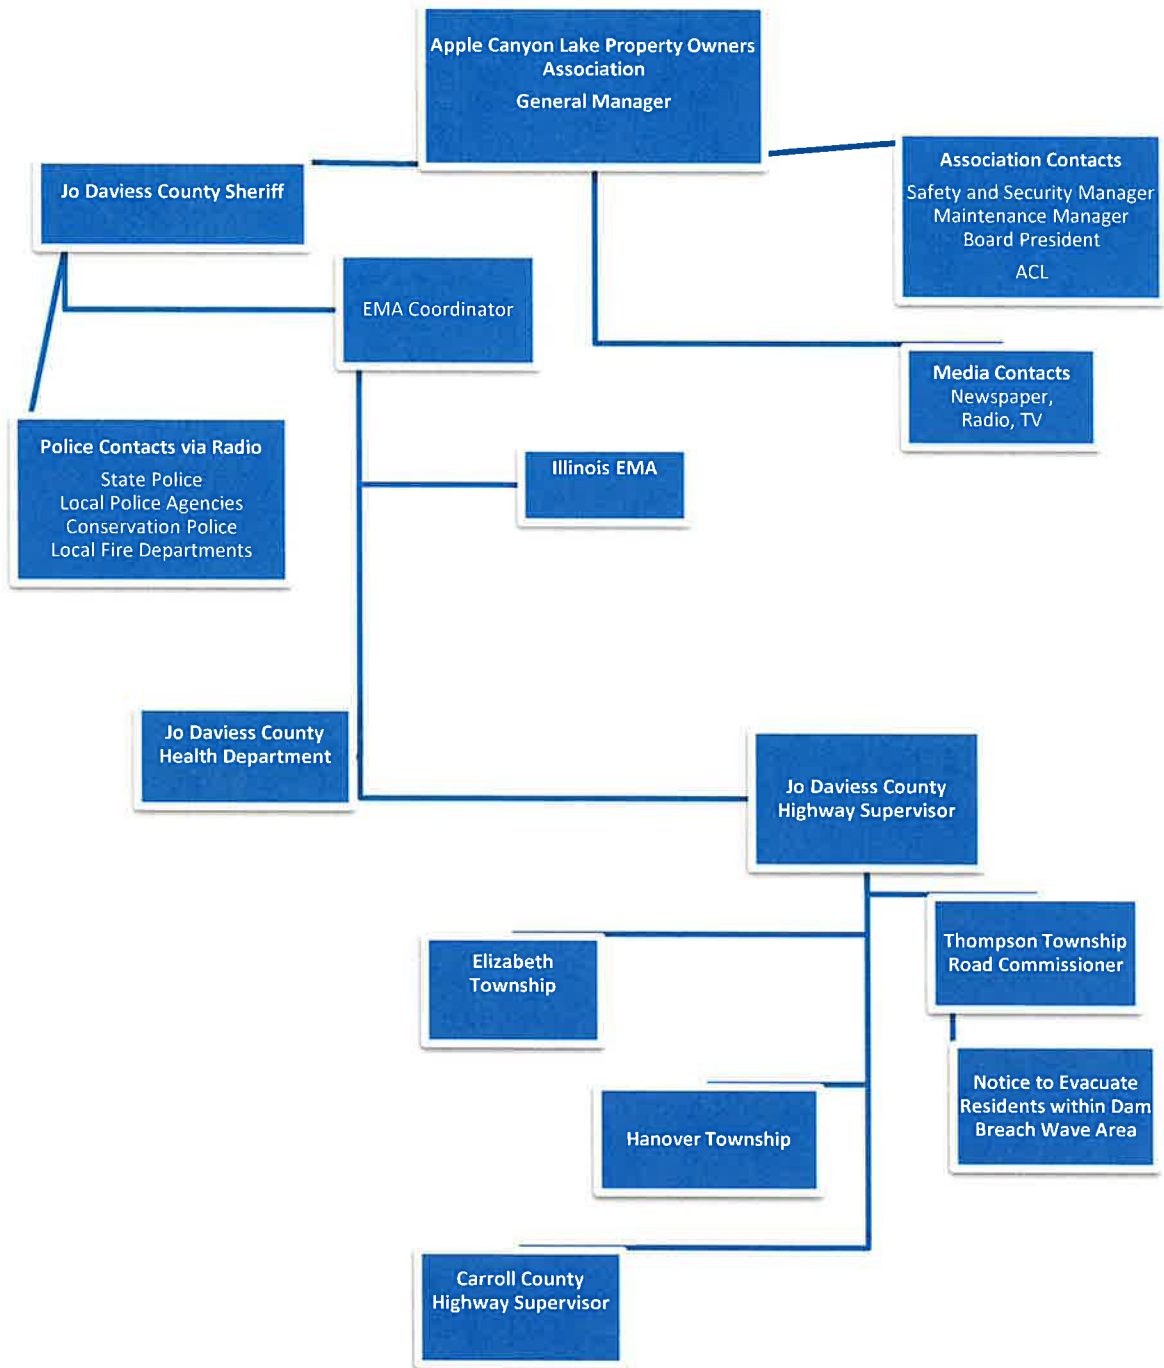 Apple Canyon Lake Property Owners
Association
General Manager
Jo Daviess County Sheriff
Association Contacts
Safety and Security Manager
Maintenance Manager
Board President
ACL
EMA Coordinator
Media Contacts
Newspaper,
Radio, TV
Police Contacts via Radio
State Police
Local Police Agencies
Conservation Police
Local Fire Departments
Illinois EMA
Jo Daviess County
Health Department
Jo Daviess County
Highway Supervisor
Elizabeth
Township
Thompson Township
Road Commissioner
Notice to Evacuate
Residents within Dam
Breach Wave Area
Hanover Township
Carroll County
Highway Supervisor